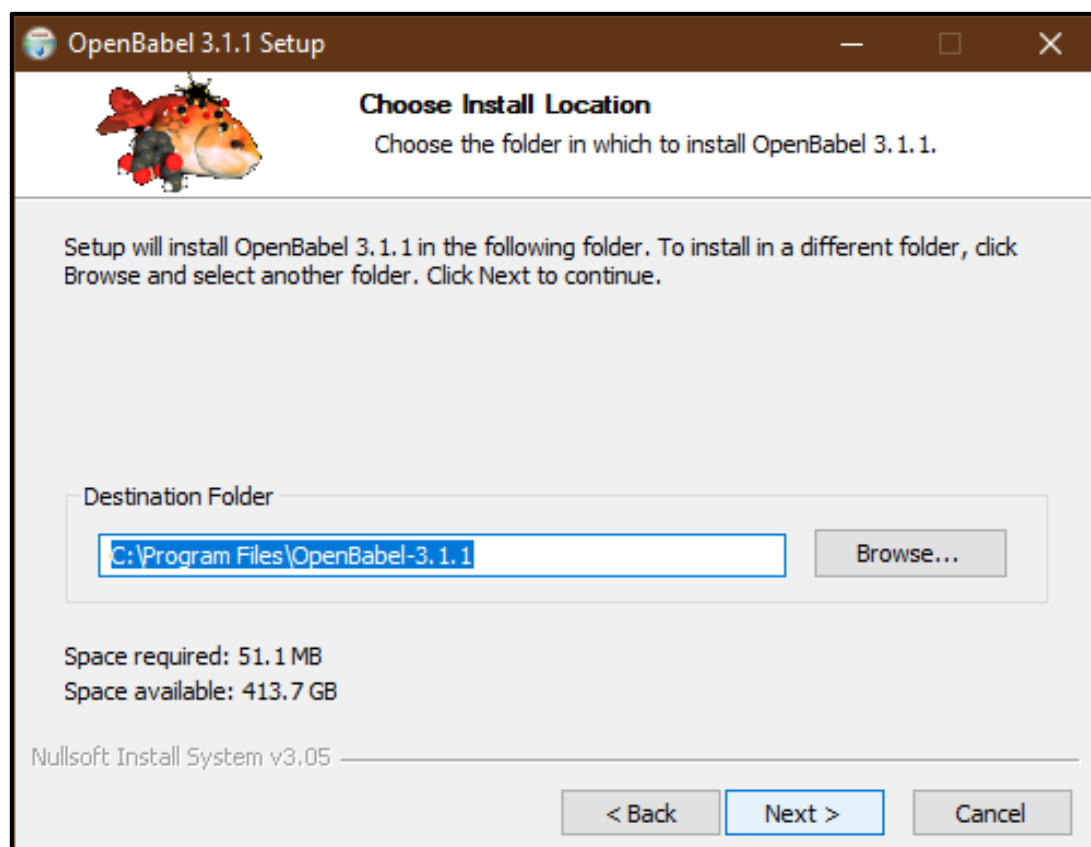 OpenBabel 3.1.1 Setup
Choose Install Location
Choose the folder in which to install OpenBabel 3.1.1.
Setup will install OpenBabel 3.1.1 in the following folder. To install in a different folder, click
Browse and select another folder. Click Next to continue.
Destination Folder
C:\Program Files\OpenBabel-3.1.1
Browse...
Space required: 51.1 MB
Space available: 413.7 GB
Nullsoft Install System v3.05
< Back
Next >
Cancel